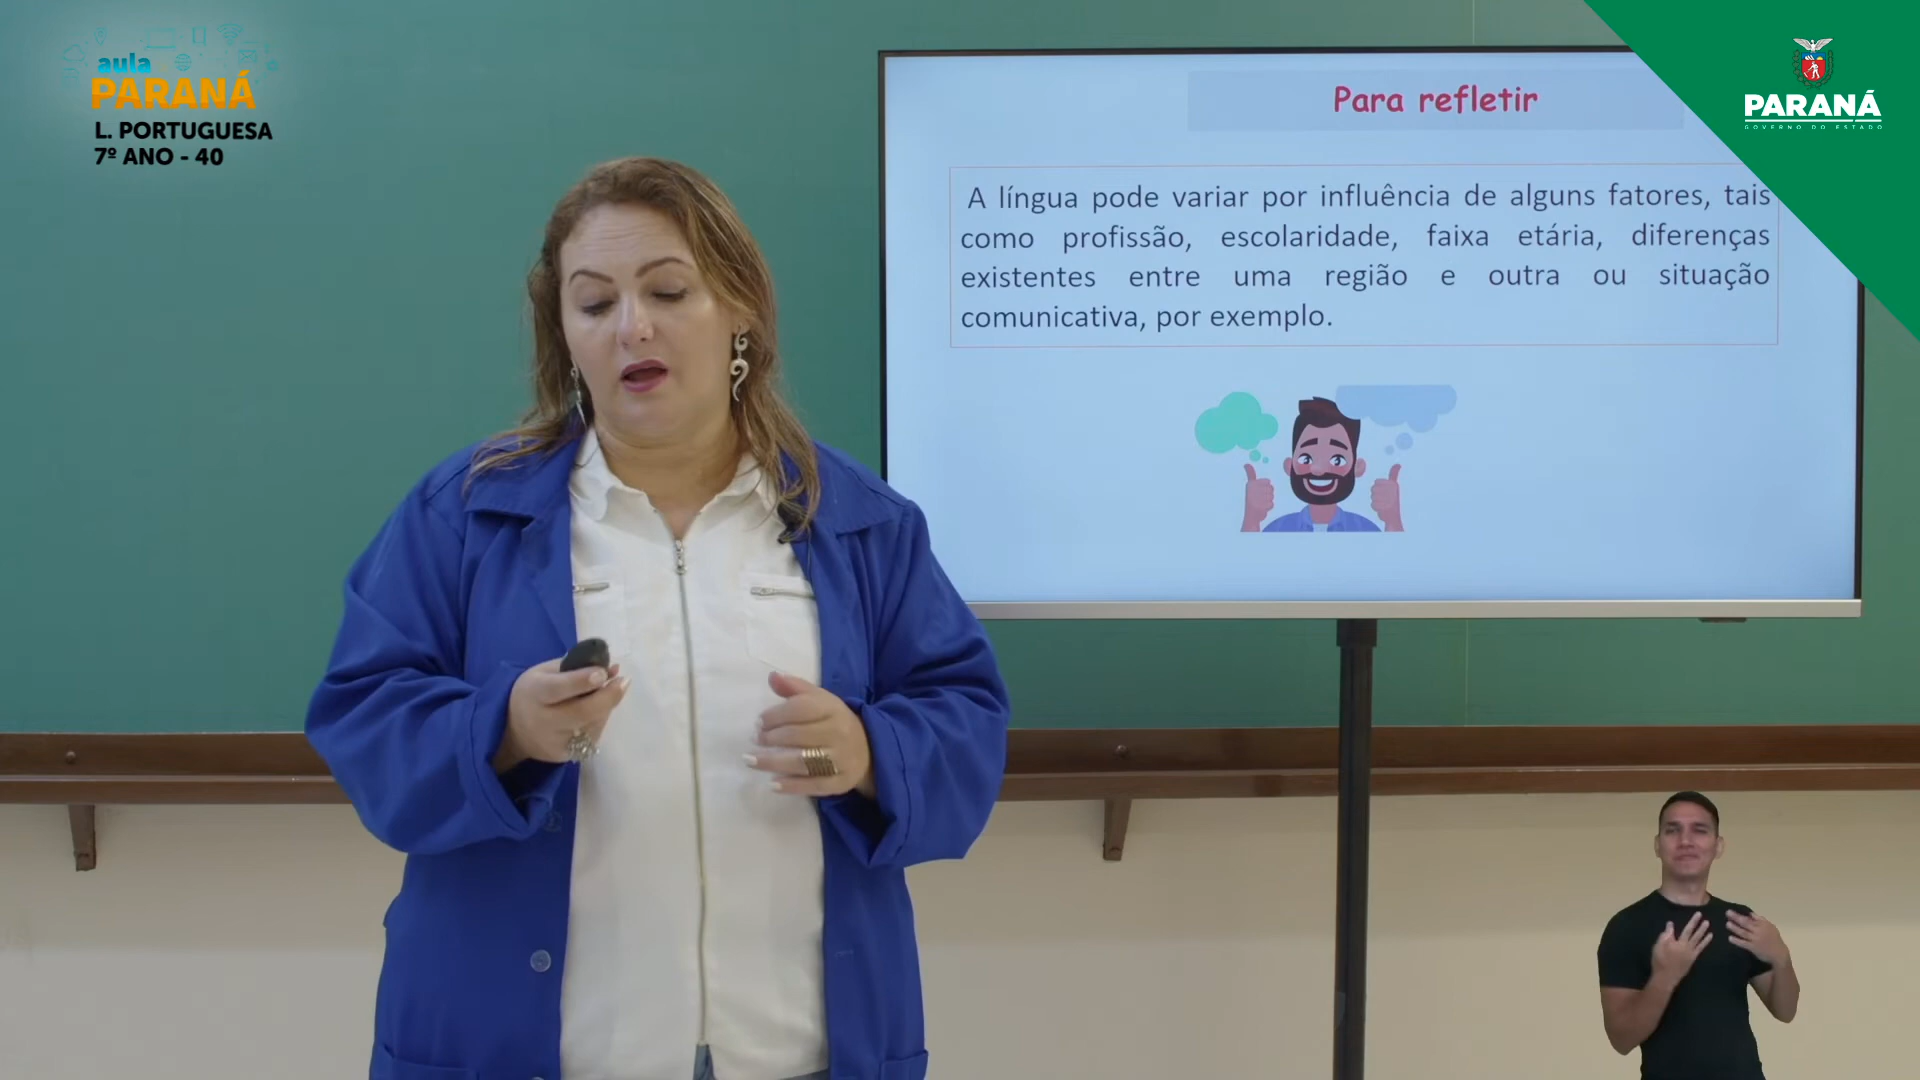 aula
PARANÁ
L. PORTUGUESA
7º ANO - 40
Para refletir
A língua pode variar por influência de alguns fatores, tais
como profissão, escolaridade, faixa etária, diferenças
existentes entre uma região e outra ou situação
comunicativa, por exemplo.
PARANÁ
GOVERNO DO ESTADO